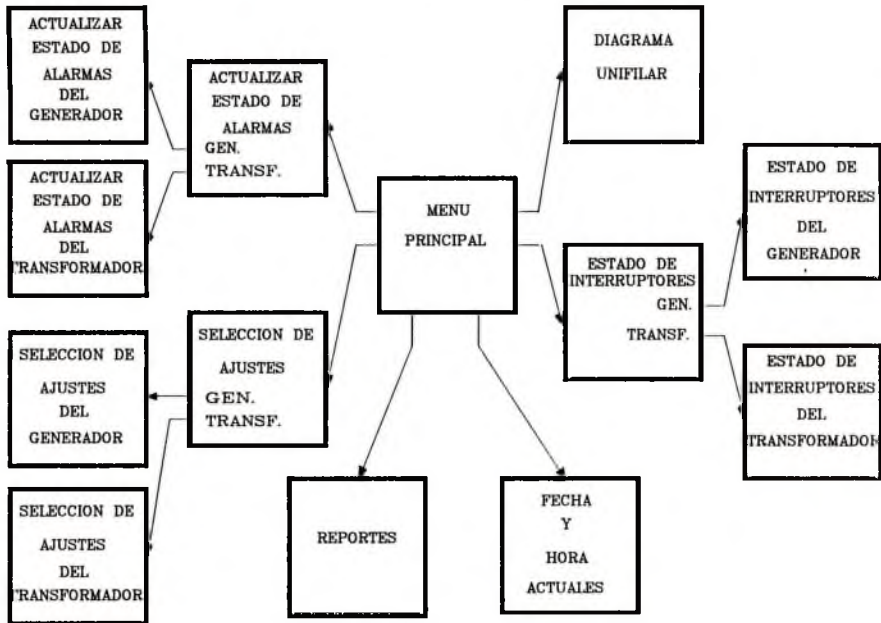 ACTUALIZAR
ESTADO DE
ALARMAS
DEL
GENERADOR
ACTUALIZAR
ESTADO DE
ALARMAS
DEL
TRANSFORMADOR
ACTUALIZAR
ESTADO DE
ALARMAS
GEN.
TRANSF.
DIAGRAMA
UNIFILAR
MENU
PRINCIPAL
ESTADO DE
INTERRUPTORES
GEN.
TRANSF.
ESTADO DE
INTERRUPTORES
DEL
GENERADOR
ESTADO DE
INTERRUPTORES
DEL
TRANSFORMADOR
SELECCION DE
AJUSTES
GEN.
TRANSF.
SELECCION DE
AJUSTES
DEL
GENERADOR
SELECCION DE
AJUSTES
DEL
TRANSFORMADOR
REPORTES
FECHA
Y
HORA
ACTUALES